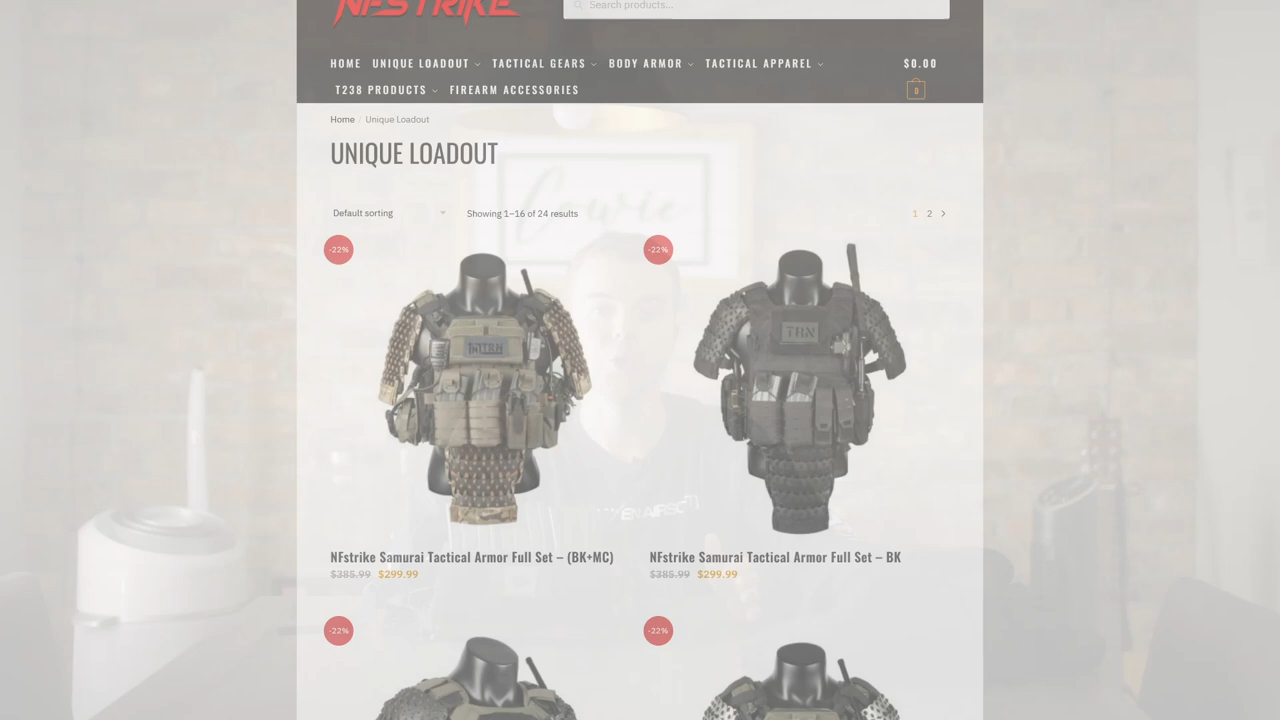 NFSTRIKE
Search products...
HOME UNIQUE LOADOUT TACTICAL GEARS BODY ARMOR TACTICAL APPAREL $0.00
T238 PRODUCTS FIREARM ACCESSORIES 0
Home / Unique Loadout
UNIQUE LOADOUT
Cowie
Default sorting Showing 1–16 of 24 results 1 2
-22% -22%
TRN
NFstrike Samurai Tactical Armor Full Set – (BK+MC) NFstrike Samurai Tactical Armor Full Set – BK
$385.99 $299.99 $385.99 $299.99
-22% -22%